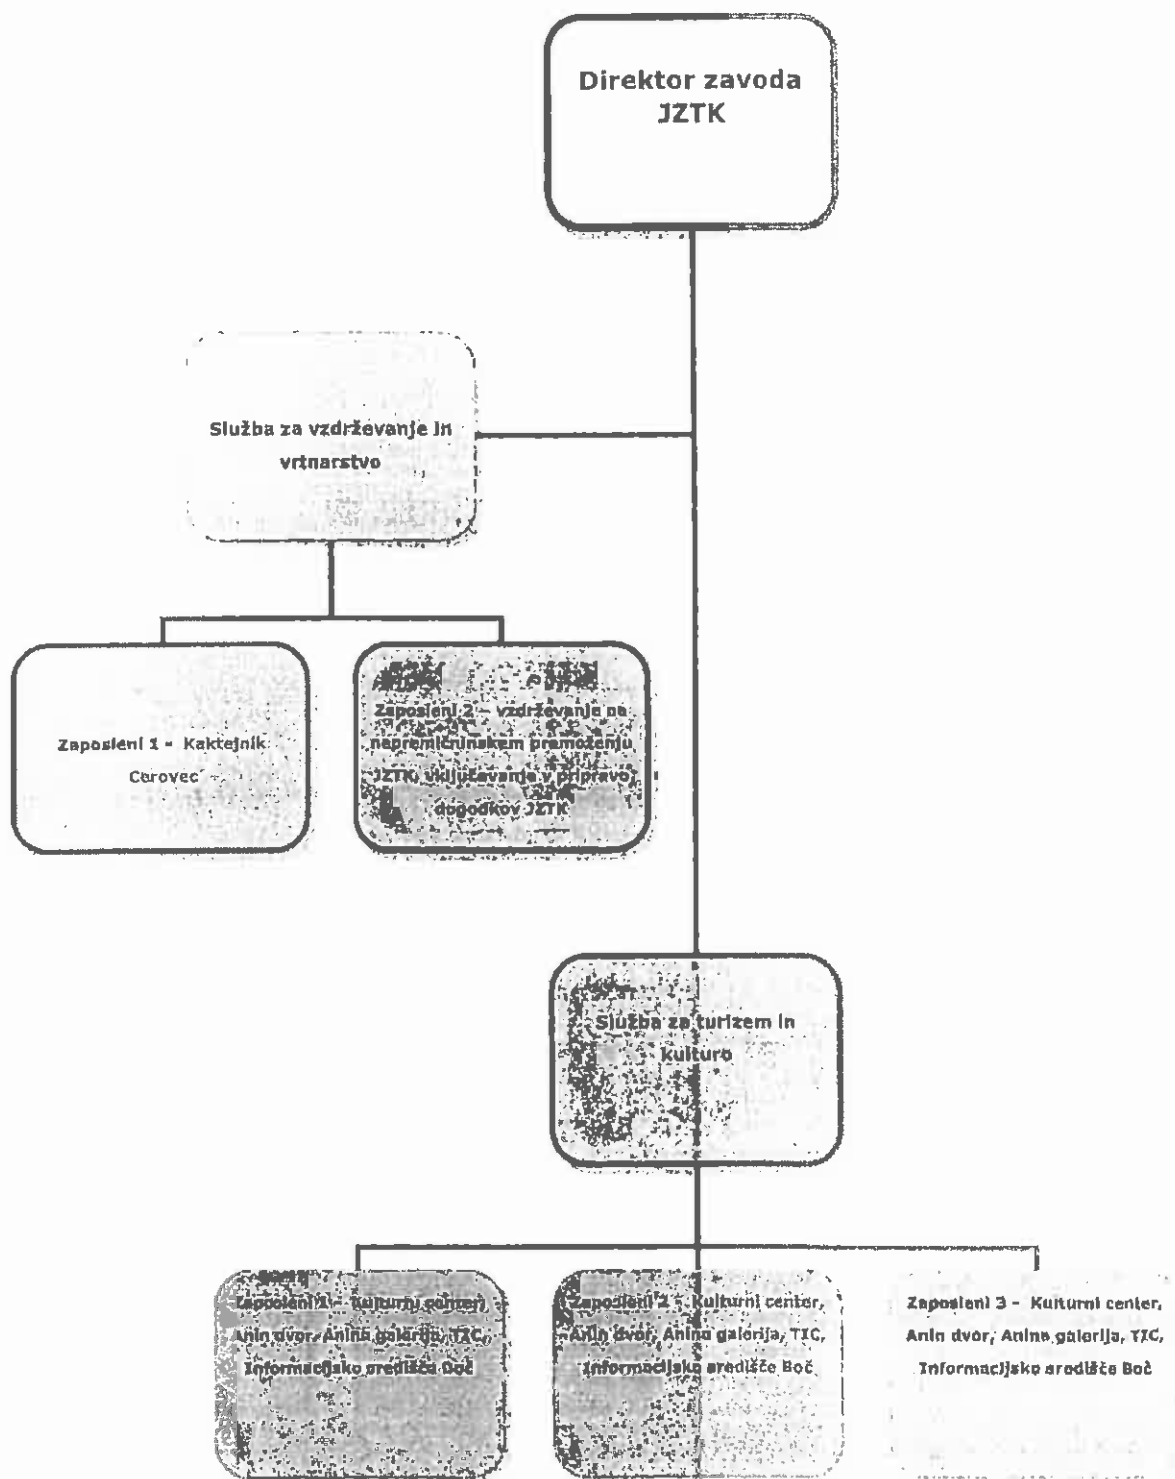 Direktor zavoda
JZTK
Služba za vzdrževanje in
vrtnarstvo
Zaposleni 1 - Kaktejnik
Carovec
Zaposleni 2 - vzdrževanje na
nepremičninskem premoženju
JZTK, vključevanje v pripravo
dogodkov JZTK
Služba za turizem in
kulturo
Zaposleni 1 - Kulturni center,
Anin dvor, Anina galerija, TIC,
Informacijsko središče Boč
Zaposleni 2 - Kulturni center,
Anin dvor, Anina galerija, TIC,
Informacijsko središče Boč
Zaposleni 3 - Kulturni center,
Anin dvor, Anina galerija, TIC,
Informacijsko središče Boč